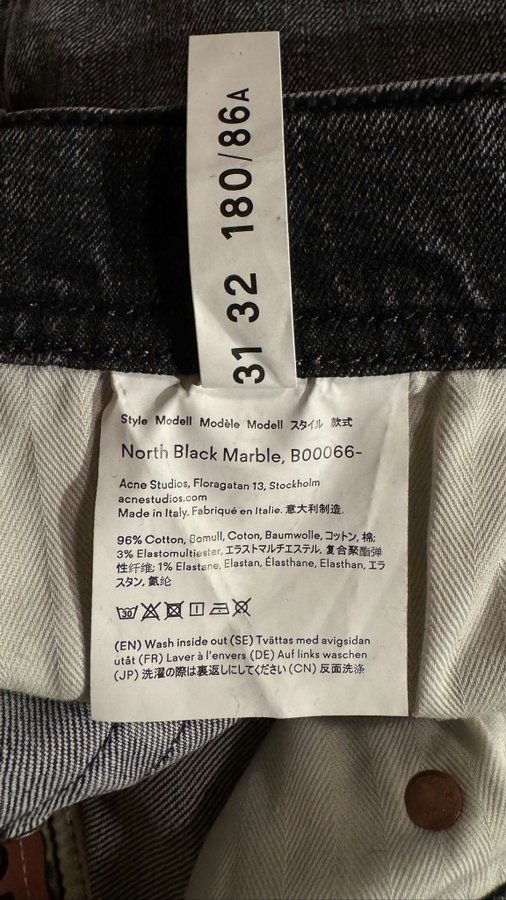 31 32 180/86A
Style Modell Modèle Modell スタイル 款式
North Black Marble, B00066-
Acne Studios, Floragatan 13, Stockholm
acnestudios.com
Made in Italy. Fabriqué en Italie. 意大利制造.
96% Cotton, Bomull, Coton, Baumwolle, コットン, 棉;
3% Elastomultiester, エラストマルチエステル, 复合聚酯弹
性纤维; 1% Elastane, Elastan, Élasthane, Elasthan, エラ
スタン, 氨纶
30
(EN) Wash inside out (SE) Tvättas med avigsidan
utåt (FR) Laver à l'envers (DE) Auf links waschen
(JP) 洗濯の際は裏返しにしてください (CN) 反面洗涤